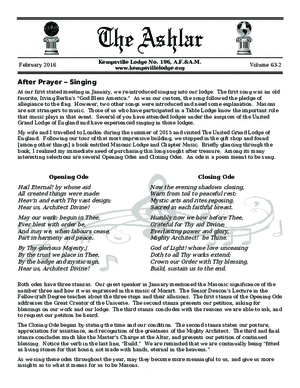 The Ashlar
February 2016
Kempsville Lodge No. 196, A.F.&A.M.
www.kempsvillelodge.org
Volume 63-2
After Prayer – Singing
At our first stated meeting in January, we reintroduced singing into our lodge. The first song was an old
favorite, Irving Berlin's "God Bless America." As was our custom, the song followed the pledge of
allegiance to the flag. However, two other songs were introduced and need some explanation. Masons
are not strangers to music. Those of us who have participated in a Table Lodge know the important role
that music plays in that event. Several of you have attended lodges under the auspices of the United
Grand Lodge of England and have experienced singing in those lodges.
My wife and I travelled to London during the summer of 2015 and visited The United Grand Lodge of
England. Following our tour of that most impressive building, we stopped in the gift shop and found
(among other things) a book entitled Masonic Lodge and Chapter Music. Briefly glancing through the
book, I realized my immediate need of purchasing this long sought after treasure. Among its many
interesting selections are several Opening Odes and Closing Odes. An ode is a poem meant to be sung.
Opening Ode
Hail Eternal! by whose aid
All created things were made;
Heav'n and earth Thy vast design;
Hear us, Architect Divine!
May our work, begun in Thee,
Ever blest with order be,
And may we, when labours cease,
Part in harmony and peace.
By Thy glorious Majesty,
By the trust we place in Thee,
By the badge and mystic sign,
Hear us, Architect Divine!
Closing Ode
Now the evening shadows closing,
Warn from toil to peaceful rest;
Mystic arts and rites reposing,
Sacred in each faithful breast.
Humbly now we bow before Thee,
Grateful for Thy aid Divine;
Everlasting power and glory,
Mighty Architect! be Thine.
God of Light! whose love unceasing
Doth to all Thy works extend;
Crown our Order with Thy blessing,
Build, sustain us to the end.
Both odes have three stanzas. Our guest speaker in January mentioned the Masonic significance of the
number three and how it was expressed in the music of Mozart. The Senior Deacon's Lecture in the
Fellowcraft Degree teaches about the three steps and their allusions. The first stanza of the Opening Ode
addresses the Great Creator of the Universe. The second stanza presents our petition, asking for
blessings on our work and our lodge. The third stanza concludes with the reasons we are able to ask, and
to request our petition be heard.
The Closing Ode begins by stating the time and our condition. The second stanza states our posture,
appreciation for assistance, and recognition of the greatness of the Mighty Architect. The third and final
stanza concludes much like the Master's Charge at the Altar, and presents our petition of continued
blessing. Notice the verb in the last line, "Build." We are reminded that we are continually being "fitted
as living stones for that house, not made with hands, eternal in the heavens."
As we sing these odes throughout the year, may they become more meaningful to us, and give us more
insights as to what it means for us to be Masons.